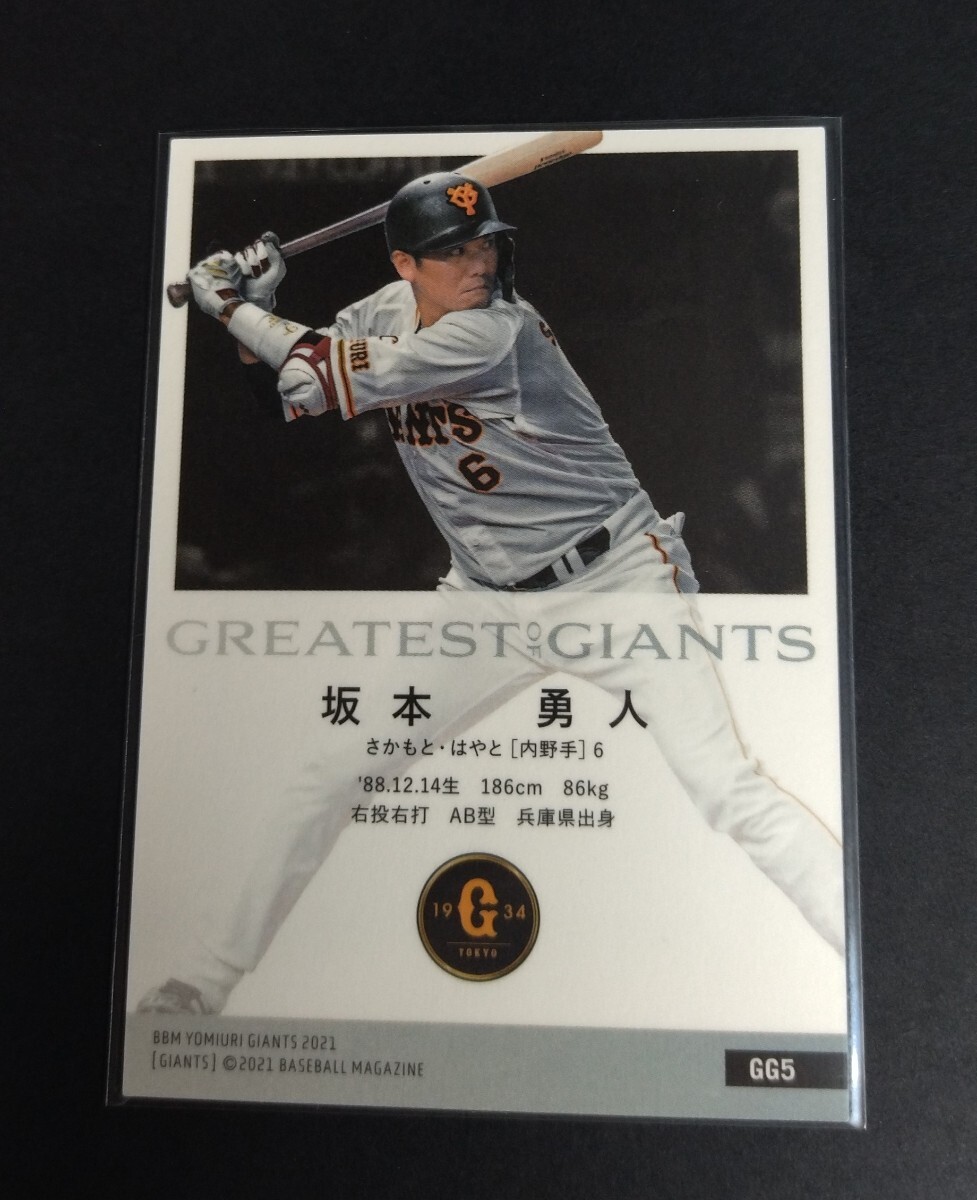 URI
ANTS
6
GREATEST OF GIANTS
坂本 勇人
さかもと・はやと [内野手] 6
'88.12.14生 186cm 86kg
右投右打 AB型 兵庫県出身
19 G 34
TOKYO
BBM YOMIURI GIANTS 2021
[GIANTS] ©2021 BASEBALL MAGAZINE
GG5